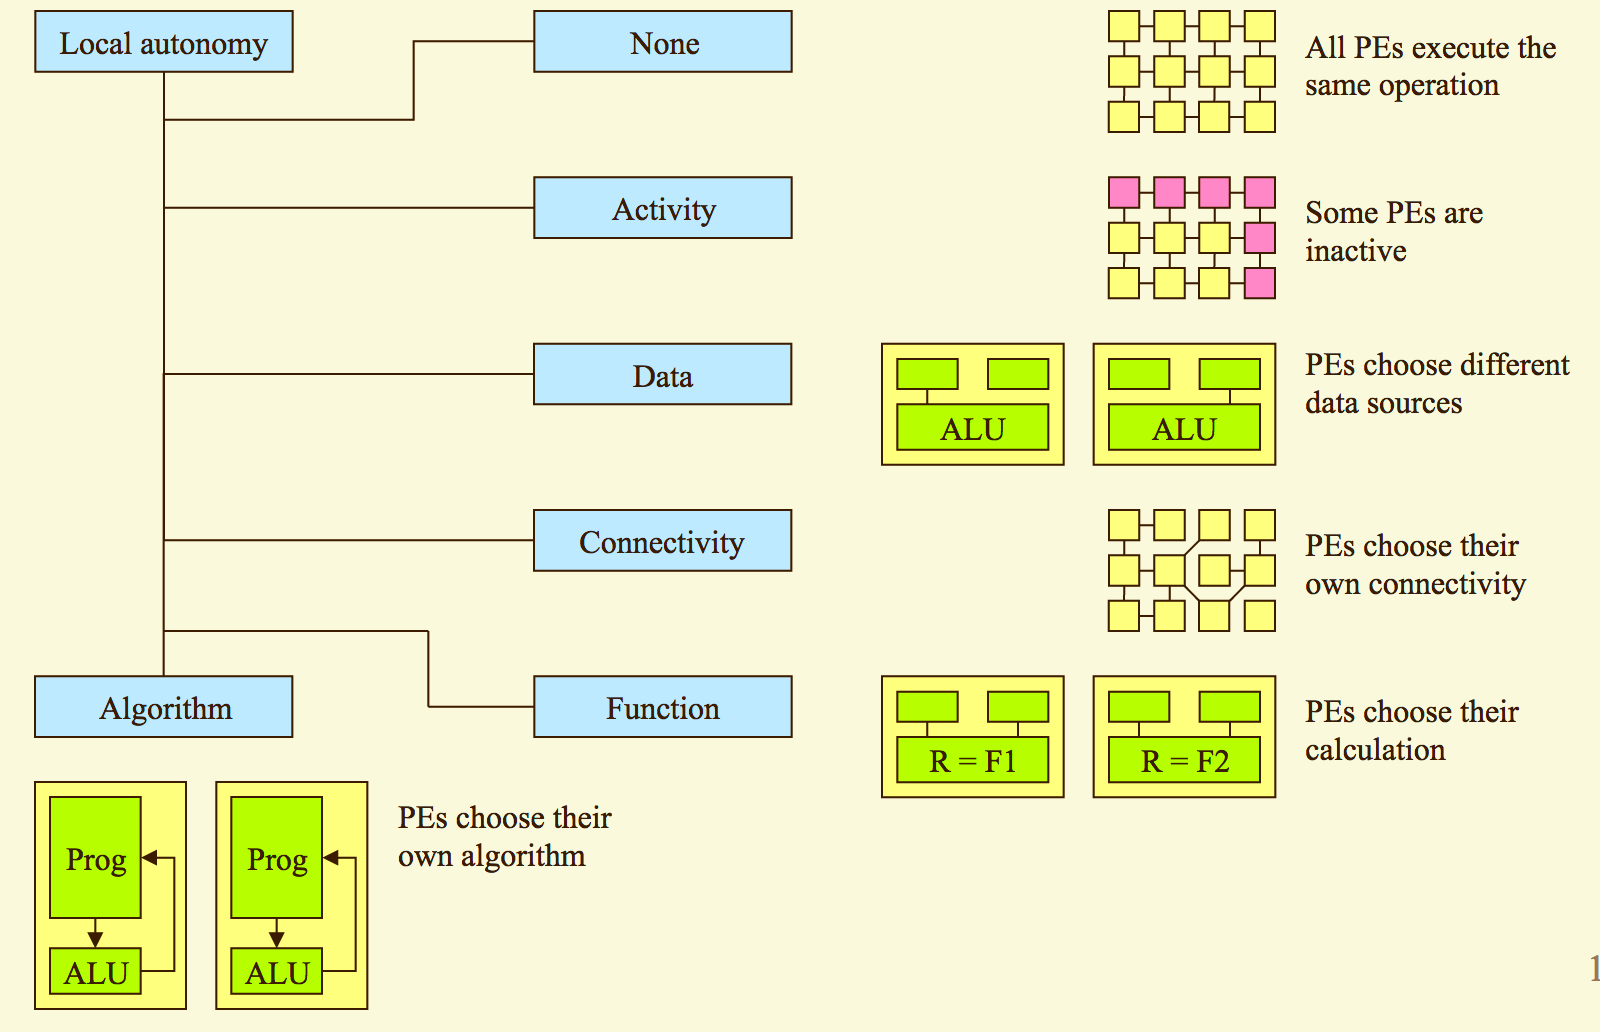 Local autonomy
None
All PEs execute the
same operation
Activity
Some PEs are
inactive
Data
ALU
ALU
PEs choose different
data sources
Connectivity
PEs choose their
own connectivity
Algorithm
Function
R = F1
R = F2
PEs choose their
calculation
Prog
ALU
Prog
ALU
PEs choose their
own algorithm
1